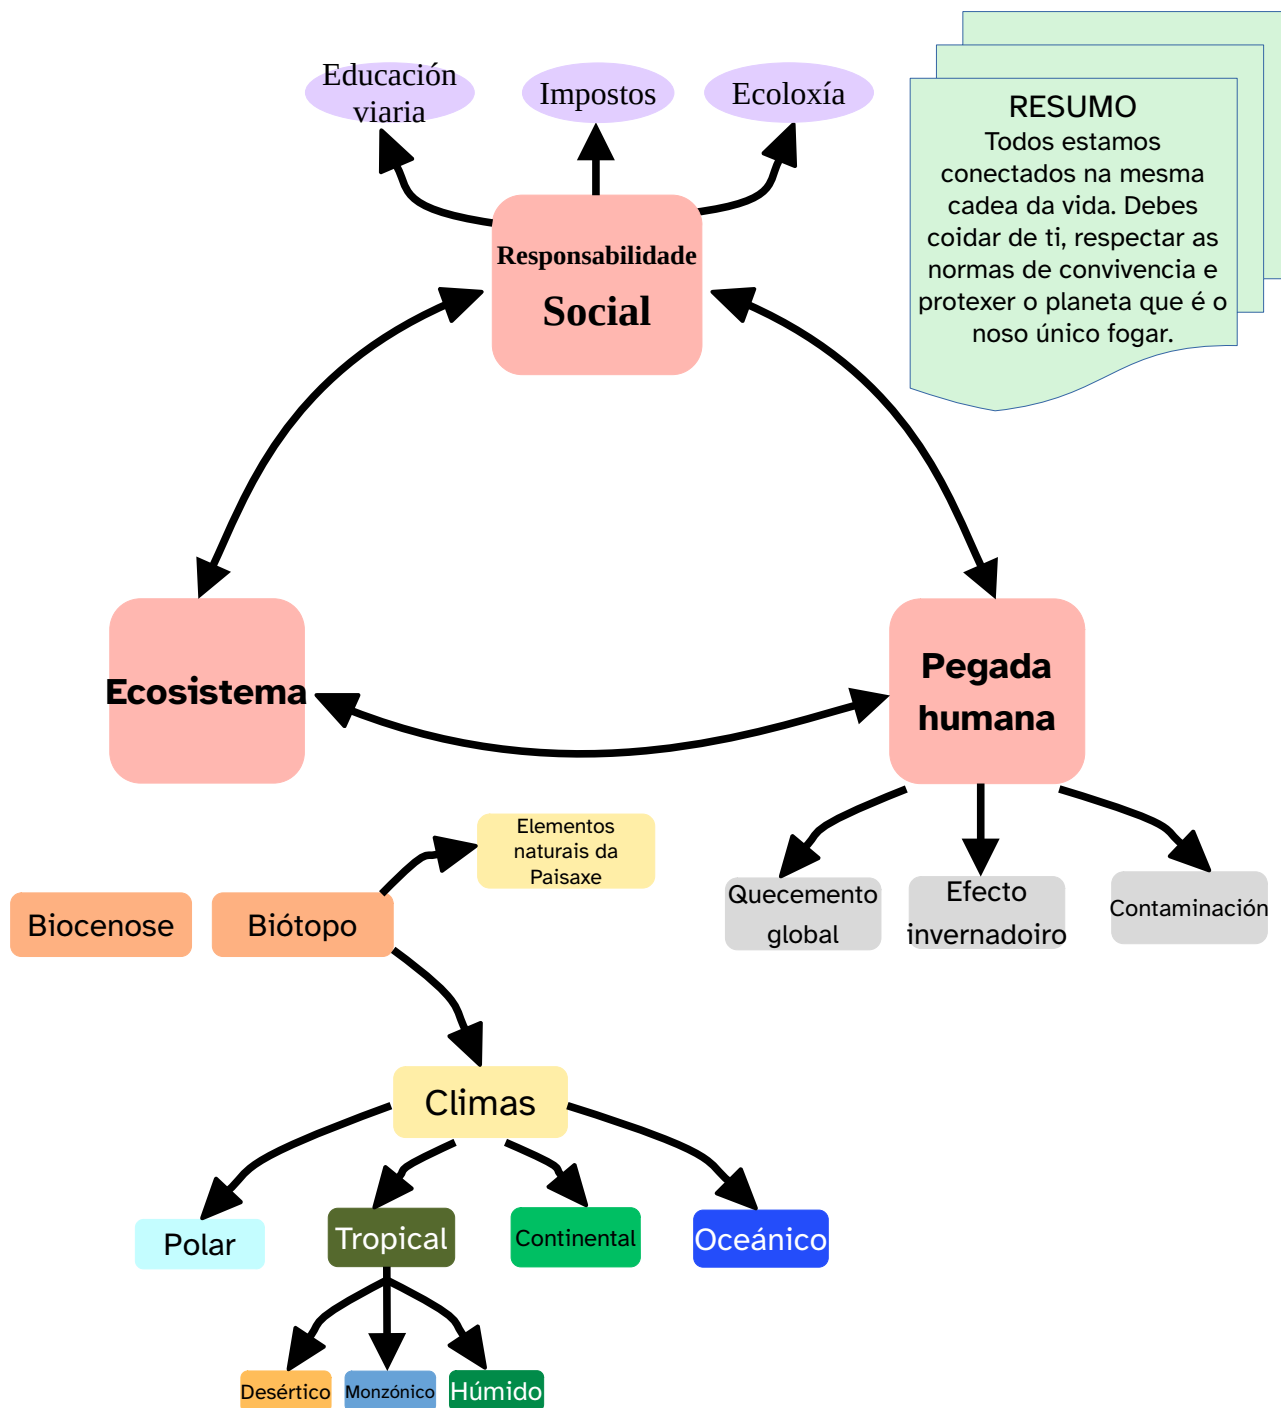 Educación
viaria
Impostos
Ecoloxía
RESUMO
Todos estamos
conectados na mesma
cadea da vida. Debes
coidar de ti, respectar as
normas de convivencia e
protexer o planeta que é o
noso único fogar.
Responsabilidade
Social
Ecosistema
Pegada
humana
Elementos
naturais da
Paisaxe
Biocenose
Biótopo
Quecemento
global
Efecto
invernadoiro
Contaminación
Climas
Polar
Tropical
Continental
Oceánico
Desértico
Monzónico
Húmido